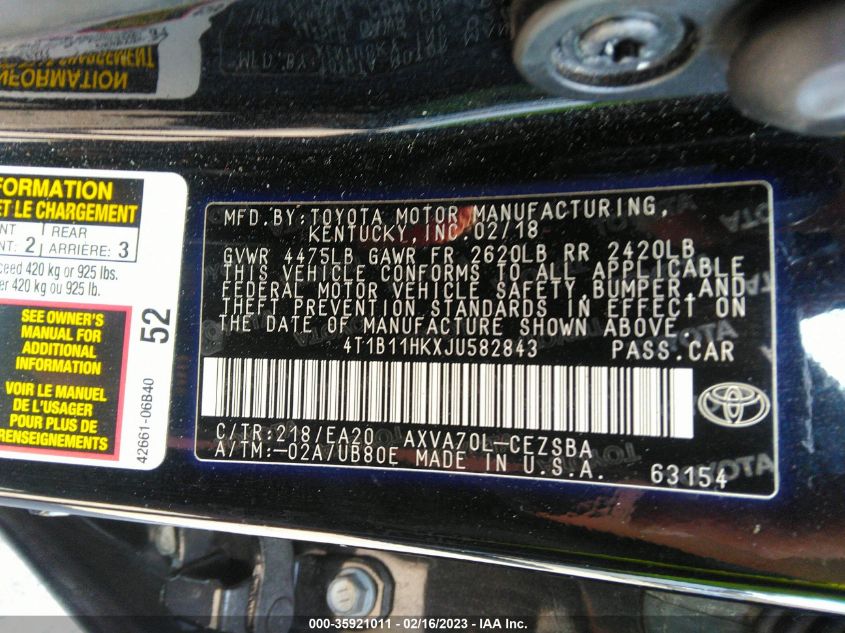 FORMATION
ET LE CHARGEMENT
REAR
2 ARRIÈRE: 3
420 kg or 925 lbs.
420 kg ou 925 lb.
SEE OWNER'S
MANUAL FOR
ADDITIONAL
INFORMATION
VOIR LE MANUEL
DE L'USAGER
POUR PLUS DE
RENSEIGNEMENTS
52
42661-06B40
MFD. BY: TOYOTA MOTOR MANUFACTURING,
KENTUCKY, INC. 02/18
GVWR 4475LB GAWR FR 2620LB RR 2420LB
THIS VEHICLE CONFORMS TO ALL APPLICABLE
FEDERAL MOTOR VEHICLE SAFETY, BUMPER, AND
THEFT PREVENTION STANDARDS IN EFFECT ON
THE DATE OF MANUFACTURE SHOWN ABOVE.
4T1B11HKXJU582843 PASS. CAR
C/TR: 218/EA20 AXVA70L-CEZSBA
A/TM: -02A/UB80E MADE IN U.S.A.
63154
TOYOTA
000-35921011 - 02/16/2023 - IAA Inc.